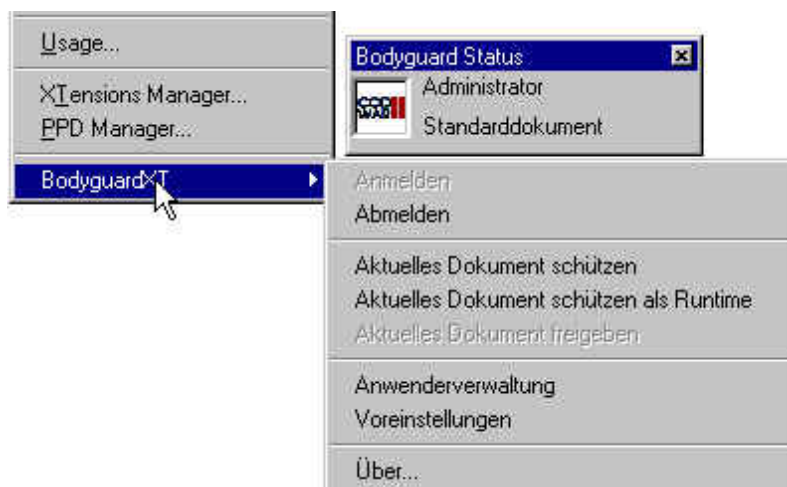 Usage...
XTensions Manager...
PPD Manager...
BodyguardXT
Bodyguard Status
Administrator
Standarddokument
Anmelden
Abmelden
Aktuelles Dokument schützen
Aktuelles Dokument schützen als Runtime
Aktuelles Dokument freigeben
Anwenderverwaltung
Voreinstellungen
Über...